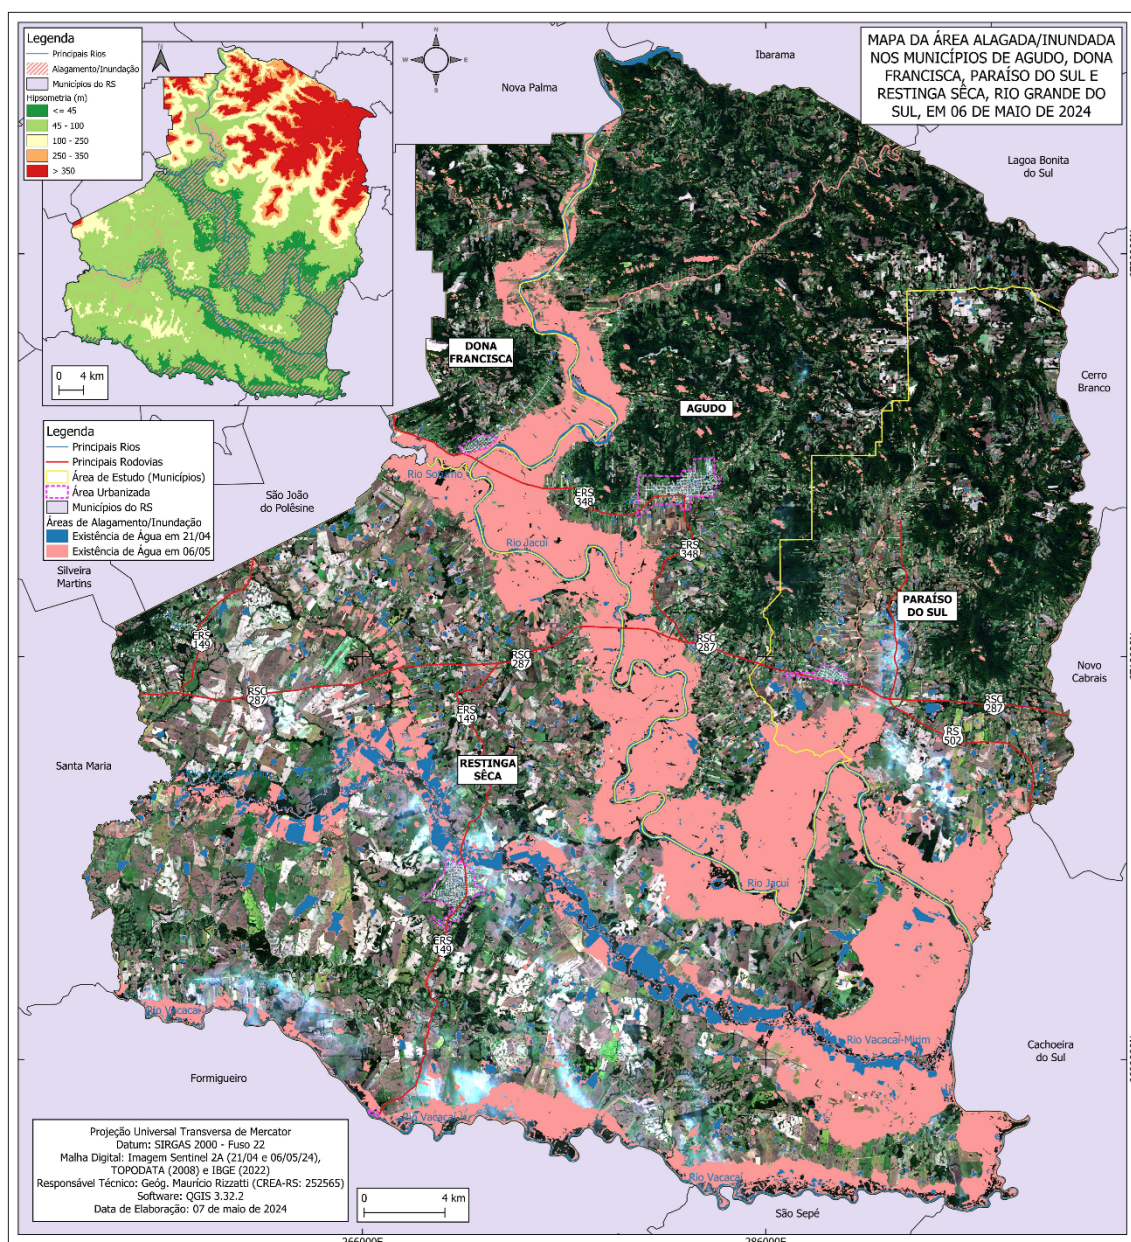 MAPA DA ÁREA ALAGADA/INUNDADA
NOS MUNICÍPIOS DE AGUDO, DONA
FRANCISCA, PARAÍSO DO SUL E
RESTINGA SÊCA, RIO GRANDE DO
SUL, EM 06 DE MAIO DE 2024
Legenda
Principais Rios
Alagamento/Inundação
Municípios do RS
Hipsometria (m)
<= 45
45 - 100
100 - 250
250 - 350
> 350
N
0 4 km
N
W E
S
Ibarama
Nova Palma
Lagoa Bonita
do Sul
Cerro
Branco
DONA
FRANCISCA
AGUDO
Legenda
Principais Rios
Principais Rodovias
Área de Estudo (Municípios)
Área Urbanizada
Municípios do RS
Áreas de Alagamento/Inundação
Existência de Água em 21/04
Existência de Água em 06/05
São João
do Polêsine
Silveira
Martins
Rio Soturno
ERS
348
Rio Jacuí
ERS
348
PARAÍSO
DO SUL
ERS
149
RSC
287
RSC
287
RSC
287
RSC
287
RS
502
Novo
Cabrais
ERS
149
Santa Maria
RESTINGA
SÊCA
Rio Jacuí
ERS
149
Rio Vacacaí
Rio Vacacaí-Mirim
Cachoeira
do Sul
Formigueiro
Rio Vacacaí
Rio Vacacaí
São Sepé
Projeção Universal Transversa de Mercator
Datum: SIRGAS 2000 - Fuso 22
Malha Digital: Imagem Sentinel 2A (21/04 e 06/05/24),
TOPODATA (2008) e IBGE (2022)
Responsável Técnico: Geóg. Maurício Rizzatti (CREA-RS: 252565)
Software: QGIS 3.32.2
Data de Elaboração: 07 de maio de 2024
0 4 km
266000E
286000E